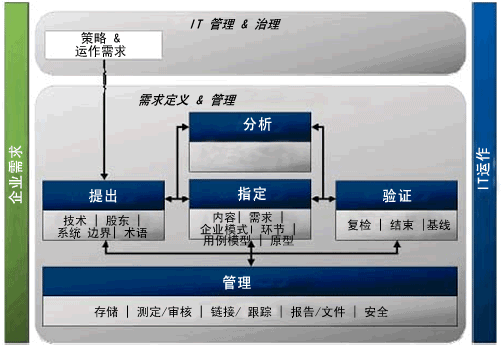 IT 管理 & 治理
策略 &
运作需求
需求定义 & 管理
分析
提出
指定
验证
技术 | 股东 |
系统 边界 | 术语
内容 | 需求 |
企业模式 | 环节 |
用例模型 | 原型
复检 | 结束 | 基线
管理
存储 | 测定/审核 | 链接/ 跟踪 | 报告/文件 | 安全
企业需求
IT运作